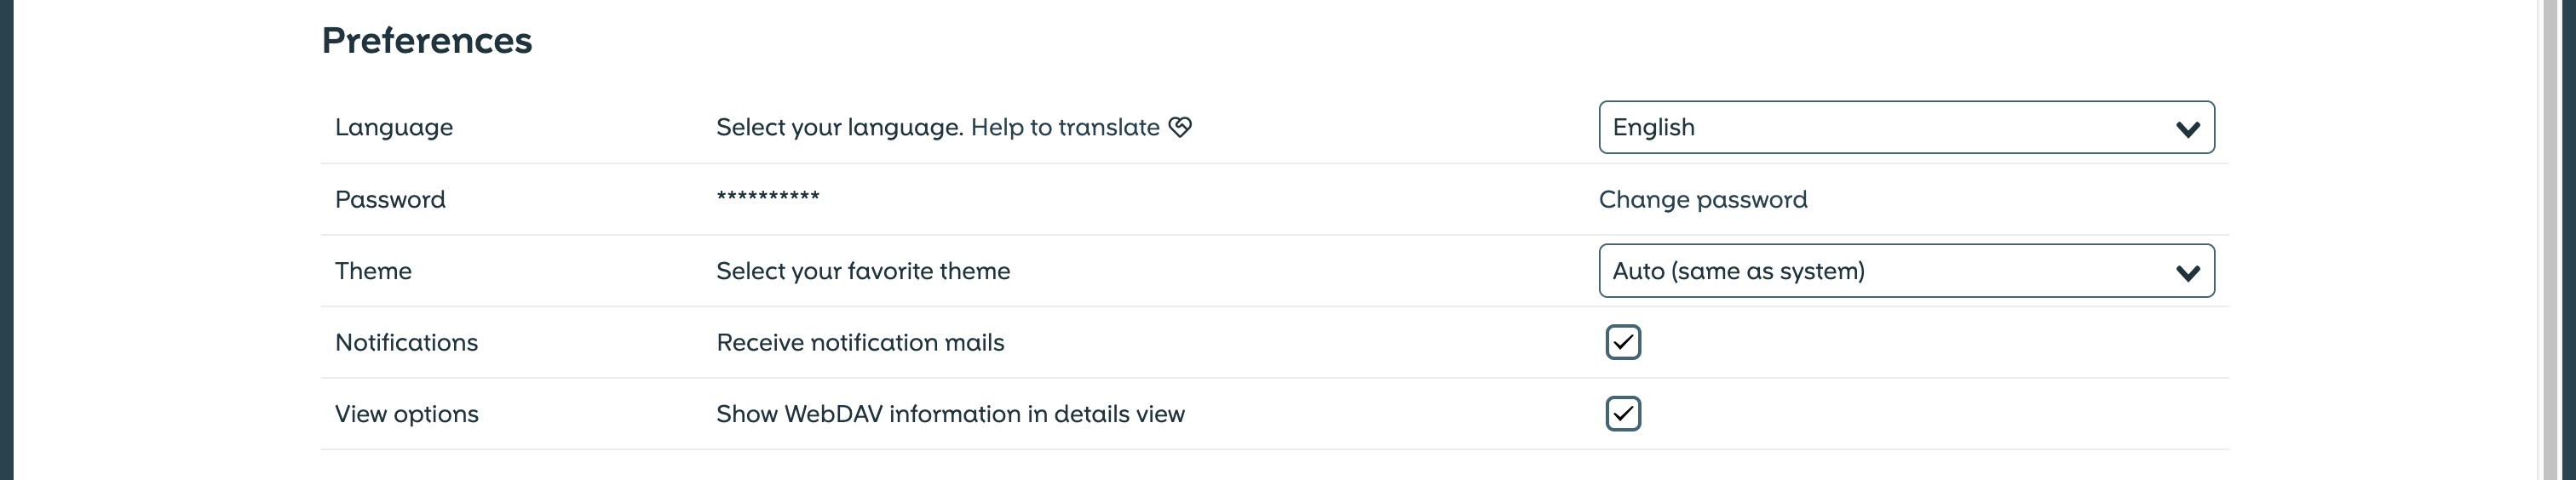 Preferences
Language Select your language. Help to translate English
Password ********** Change password
Theme Select your favorite theme Auto (same as system)
Notifications Receive notification mails
View options Show WebDAV information in details view